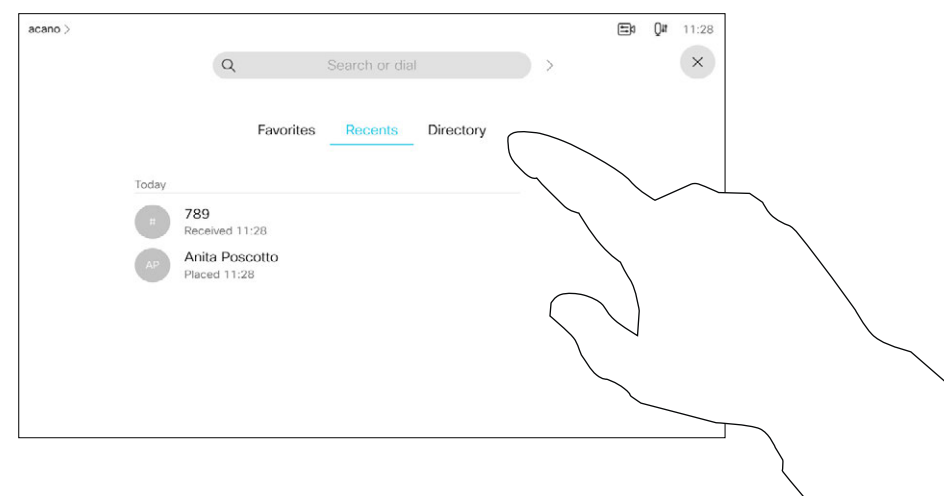 acano > 11:28
Search or dial >
Favorites Recents Directory
Today
# 789
Received 11:28
AP Anita Poscotto
Placed 11:28